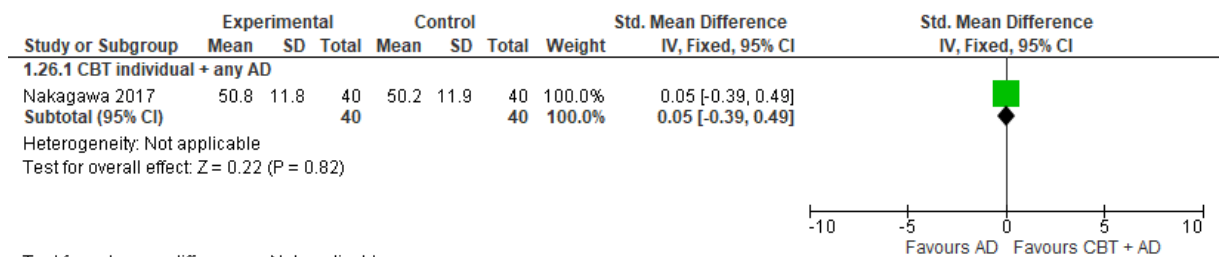 Experimental Control Std. Mean Difference Std. Mean Difference
Study or Subgroup Mean SD Total Mean SD Total Weight IV, Fixed, 95% CI IV, Fixed, 95% CI
1.26.1 CBT individual + any AD
Nakagawa 2017 50.8 11.8 40 50.2 11.9 40 100.0% 0.05 [-0.39, 0.49]
Subtotal (95% CI) 40 40 100.0% 0.05 [-0.39, 0.49]
Heterogeneity: Not applicable
Test for overall effect: Z = 0.22 (P = 0.82)
-10 -5 0 5 10
Favours AD Favours CBT + AD